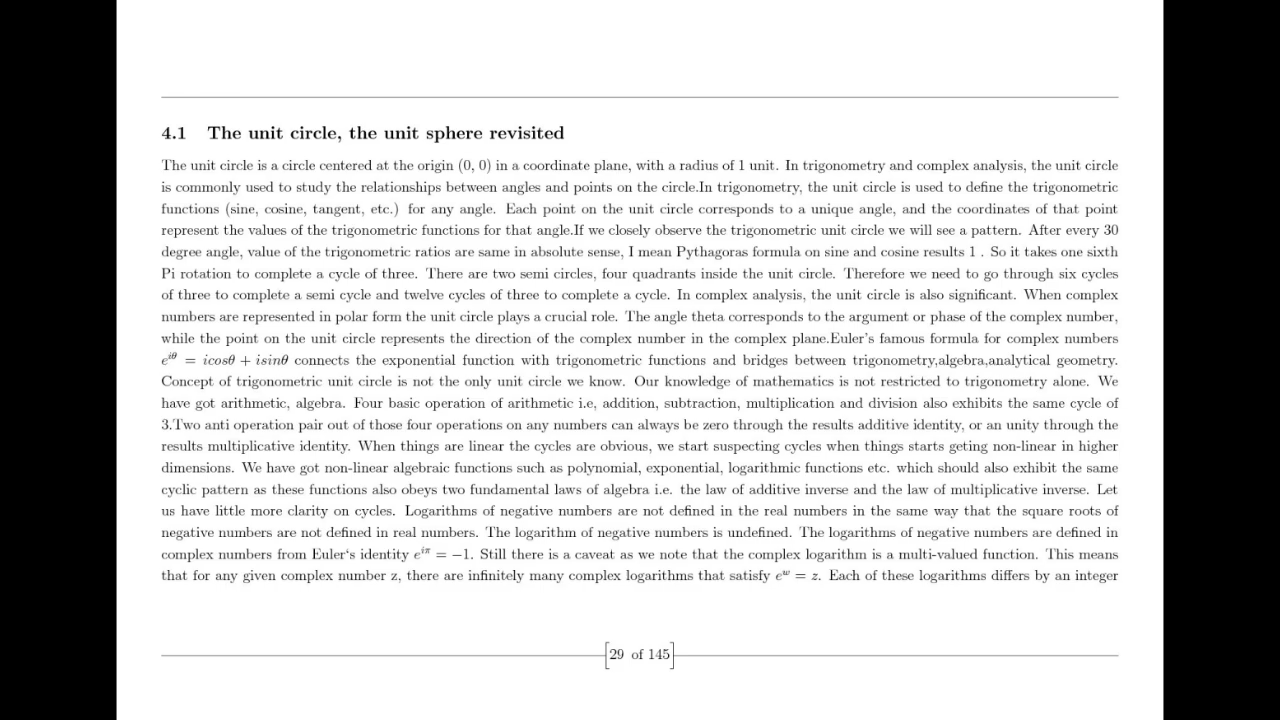 4.1 The unit circle, the unit sphere revisited
The unit circle is a circle centered at the origin (0, 0) in a coordinate plane, with a radius of 1 unit. In trigonometry and complex analysis, the unit circle
is commonly used to study the relationships between angles and points on the circle.In trigonometry, the unit circle is used to define the trigonometric
functions (sine, cosine, tangent, etc.) for any angle. Each point on the unit circle corresponds to a unique angle, and the coordinates of that point
represent the values of the trigonometric functions for that angle.If we closely observe the trigonometric unit circle we will see a pattern. After every 30
degree angle, value of the trigonometric ratios are same in absolute sense, I mean Pythagoras formula on sine and cosine results 1 . So it takes one sixth
Pi rotation to complete a cycle of three. There are two semi circles, four quadrants inside the unit circle. Therefore we need to go through six cycles
of three to complete a semi cycle and twelve cycles of three to complete a cycle. In complex analysis, the unit circle is also significant. When complex
numbers are represented in polar form the unit circle plays a crucial role. The angle theta corresponds to the argument or phase of the complex number,
while the point on the unit circle represents the direction of the complex number in the complex plane.Euler's famous formula for complex numbers
e^{iθ} = icosθ + isinθ connects the exponential function with trigonometric functions and bridges between trigonometry,algebra,analytical geometry.
Concept of trigonometric unit circle is not the only unit circle we know. Our knowledge of mathematics is not restricted to trigonometry alone. We
have got arithmetic, algebra. Four basic operation of arithmetic i.e, addition, subtraction, multiplication and division also exhibits the same cycle of
3.Two anti operation pair out of those four operations on any numbers can always be zero through the results additive identity, or an unity through the
results multiplicative identity. When things are linear the cycles are obvious, we start suspecting cycles when things starts geting non-linear in higher
dimensions. We have got non-linear algebraic functions such as polynomial, exponential, logarithmic functions etc. which should also exhibit the same
cyclic pattern as these functions also obeys two fundamental laws of algebra i.e. the law of additive inverse and the law of multiplicative inverse. Let
us have little more clarity on cycles. Logarithms of negative numbers are not defined in the real numbers in the same way that the square roots of
negative numbers are not defined in real numbers. The logarithm of negative numbers is undefined. The logarithms of negative numbers are defined in
complex numbers from Euler‘s identity e^{iπ} = −1. Still there is a caveat as we note that the complex logarithm is a multi-valued function. This means
that for any given complex number z, there are infinitely many complex logarithms that satisfy e^w = z. Each of these logarithms differs by an integer
29 of 145